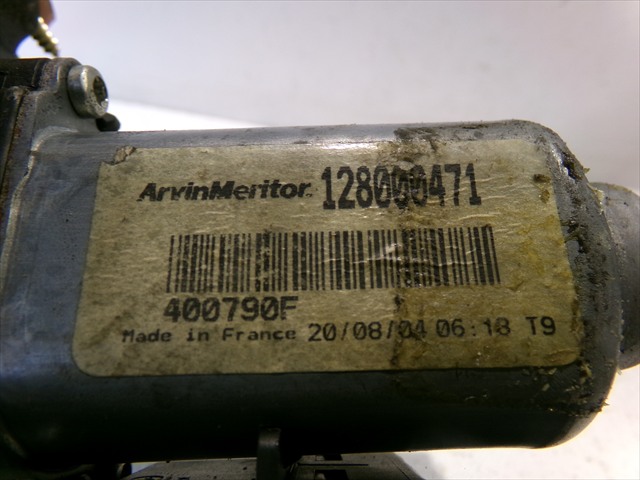 ArvinMeritor. 128000471
400790F
Made in France 20/08/04 06:18 T9